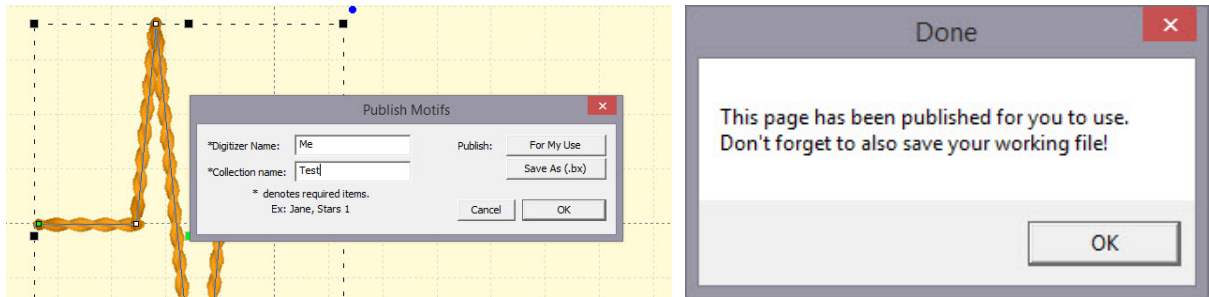 Publish Motifs
*Digitizer Name: Me
Publish: For My Use
*Collection name: Test
Save As (.bx)
* denotes required items.
Ex: Jane, Stars 1
Cancel OK
Done
This page has been published for you to use.
Don't forget to also save your working file!
OK